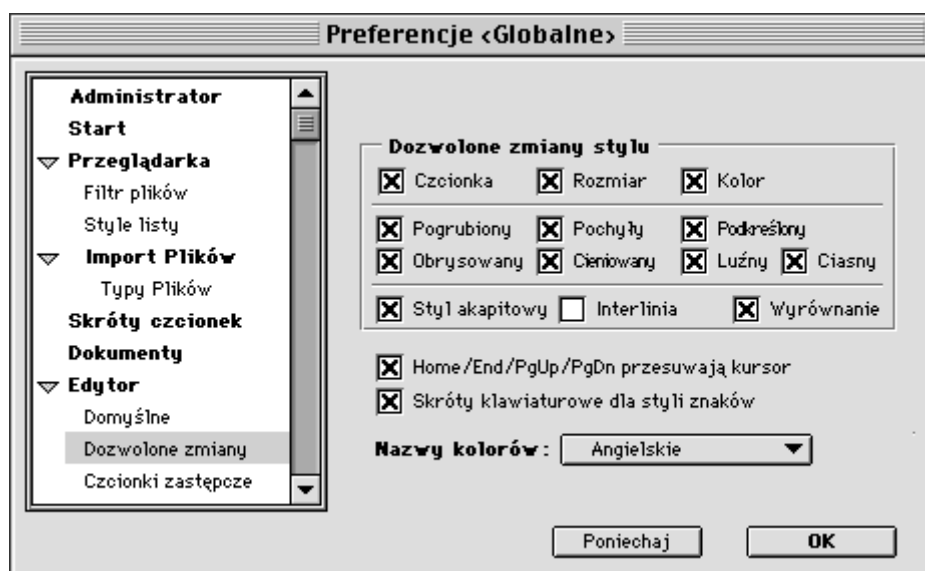 Preferencje <Globalne>
Administrator
Start
Przeglądarka
Filtr plików
Style listy
Import Plików
Typy Plików
Skróty czcionek
Dokumenty
Edytor
Domyślne
Dozwolone zmiany
Czcionki zastępcze
Dozwolone zmiany stylu
Czcionka Rozmiar Kolor
Pogrubiony Pochyły Podkreślony
Obrysowany Cieniowany Luźny Ciasny
Styl akapitowy Interlinia Wyrównanie
Home/End/PgUp/PgDn przesuwają kursor
Skróty klawiaturowe dla styli znaków
Nazwy kolorów: Angielskie
Poniechaj OK